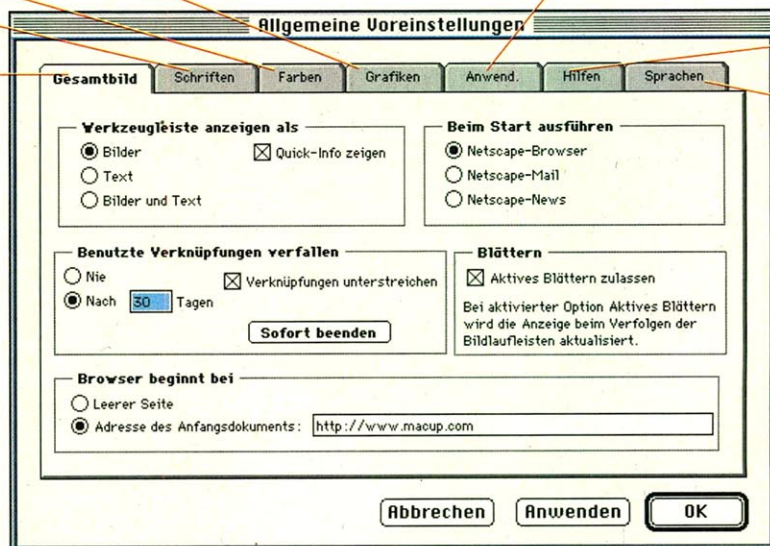 Allgemeine Voreinstellungen
Gesamtbild Schriften Farben Grafiken Anwend. Hilfen Sprachen
Werkzeugleiste anzeigen als
Bilder Quick-Info zeigen
Text
Bilder und Text
Beim Start ausführen
Netscape-Browser
Netscape-Mail
Netscape-News
Benutzte Verknüpfungen verfallen
Nie
Verknüpfungen unterstreichen
Nach 30 Tagen
Sofort beenden
Blättern
Aktives Blättern zulassen
Bei aktivierter Option Aktives Blättern
wird die Anzeige beim Verfolgen der
Bildlaufleisten aktualisiert.
Browser beginnt bei
Leerer Seite
Adresse des Anfangsdokuments: http://www.macup.com
Abbrechen Anwenden OK